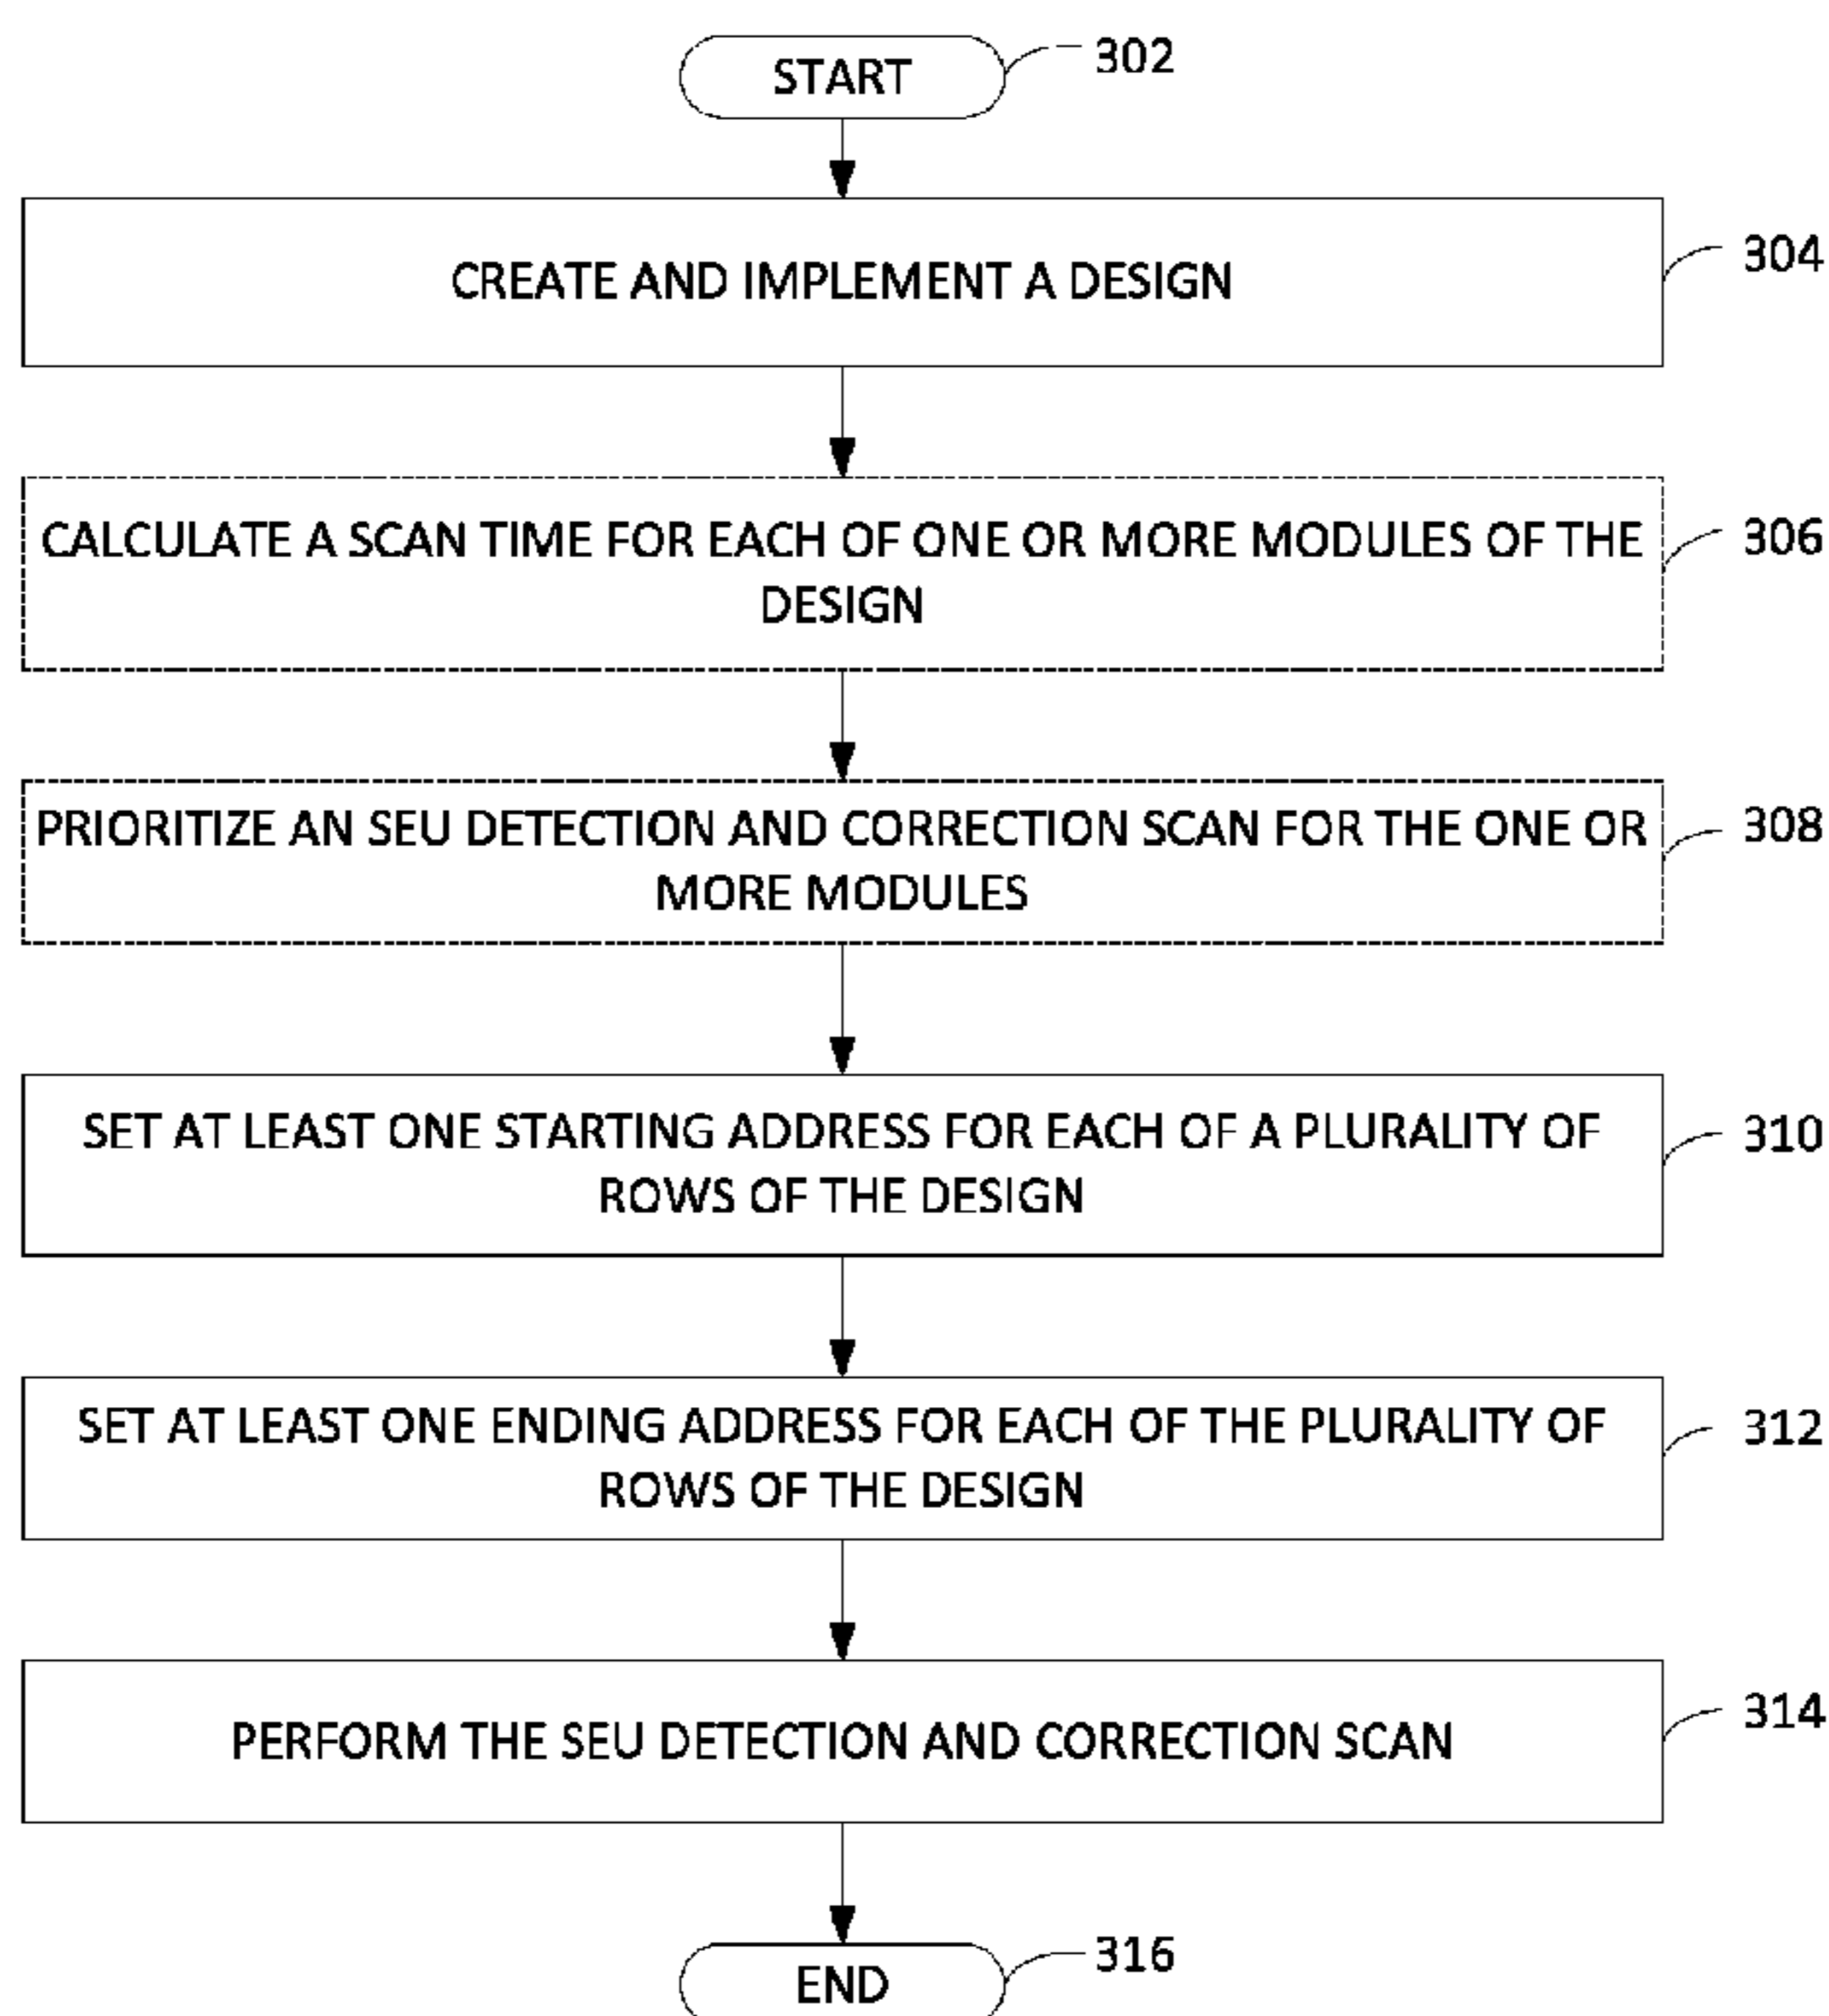 START
302
CREATE AND IMPLEMENT A DESIGN
304
CALCULATE A SCAN TIME FOR EACH OF ONE OR MORE MODULES OF THE
DESIGN
306
PRIORITIZE AN SEU DETECTION AND CORRECTION SCAN FOR THE ONE OR
MORE MODULES
308
SET AT LEAST ONE STARTING ADDRESS FOR EACH OF A PLURALITY OF
ROWS OF THE DESIGN
310
SET AT LEAST ONE ENDING ADDRESS FOR EACH OF THE PLURALITY OF
ROWS OF THE DESIGN
312
PERFORM THE SEU DETECTION AND CORRECTION SCAN
314
END
316